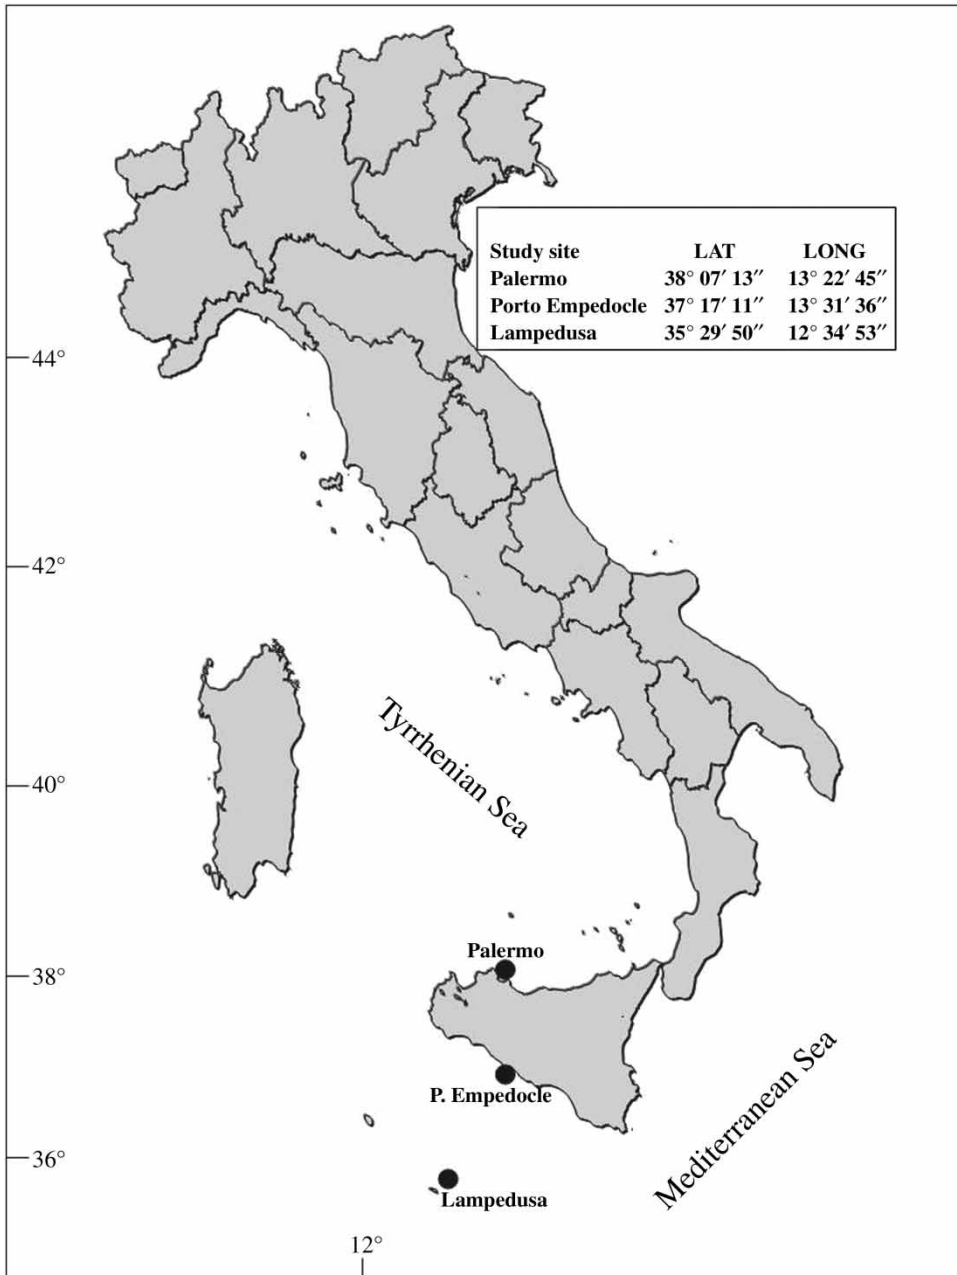 Study site LAT LONG
Palermo 38° 07′ 13″ 13° 22′ 45″
Porto Empedocle 37° 17′ 11″ 13° 31′ 36″
Lampedusa 35° 29′ 50″ 12° 34′ 53″
44°
42°
Tyrrhenian Sea
40°
Palermo
38°
Mediterranean Sea
P. Empedocle
36°
Lampedusa
12°